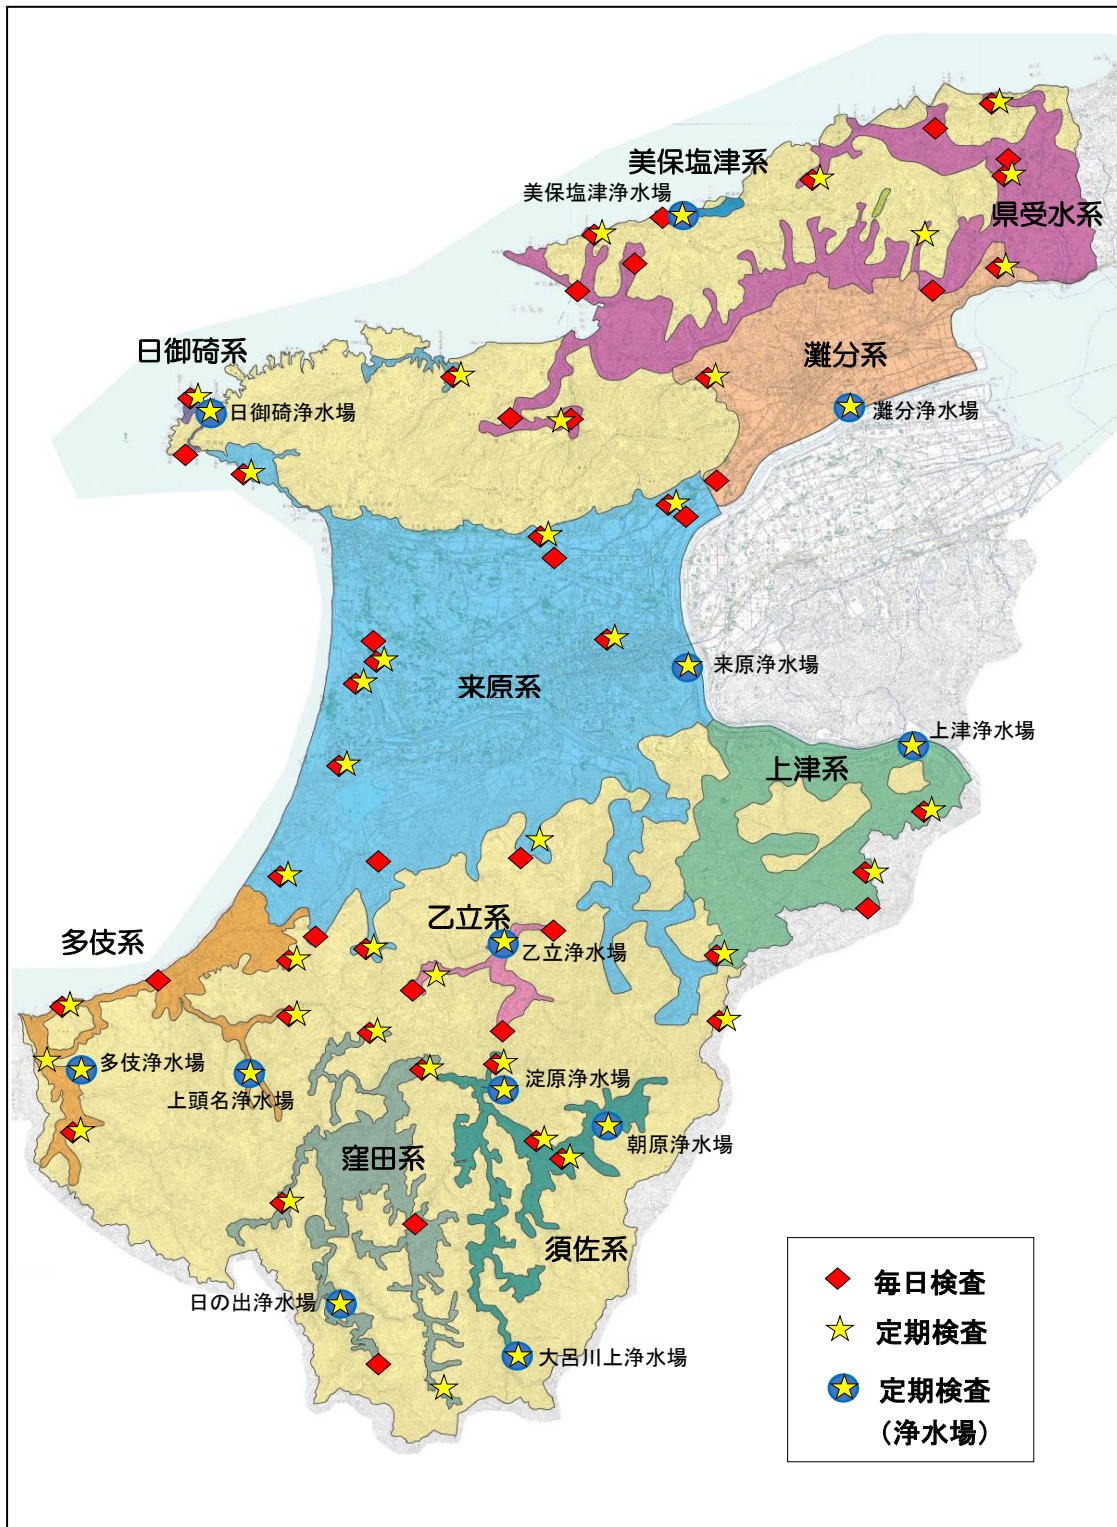 美保塩津系
美保塩津浄水場
県受水系
日御碕系
日御碕浄水場
灘分系
灘分浄水場
来原系
来原浄水場
上津浄水場
上津系
乙立系
乙立浄水場
多伎系
多伎浄水場
上頭名浄水場
淀原浄水場
朝原浄水場
窪田系
須佐系
日の出浄水場
大呂川上浄水場
毎日検査
定期検査
定期検査
（浄水場）